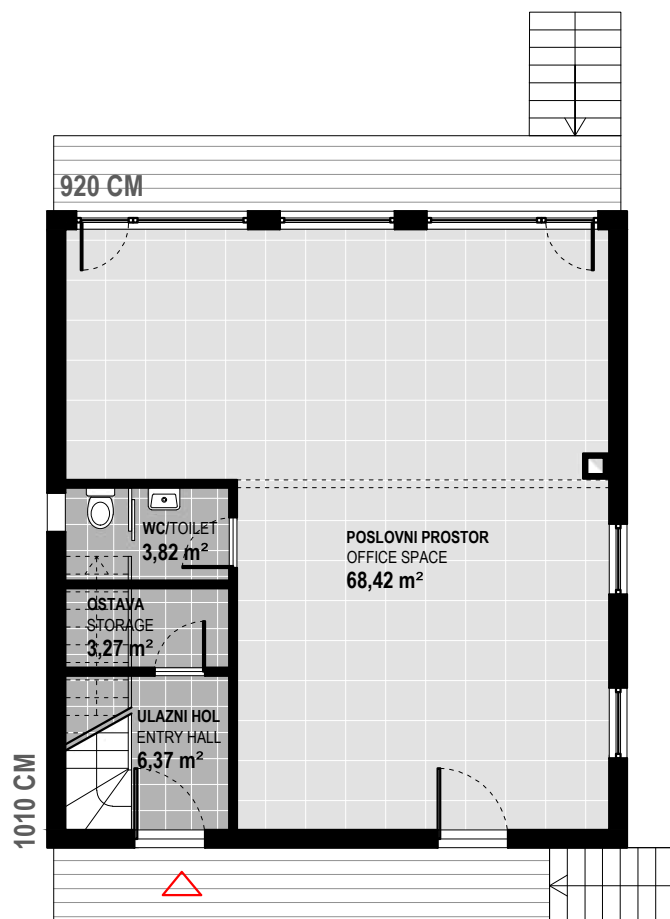 920 CM
WC/TOILET
3,82 m²
POSLOVNI PROSTOR
OFFICE SPACE
68,42 m²
OSTAVA
STORAGE
3,27 m²
ULAZNI HOL
ENTRY HALL
6,37 m²
1010 CM